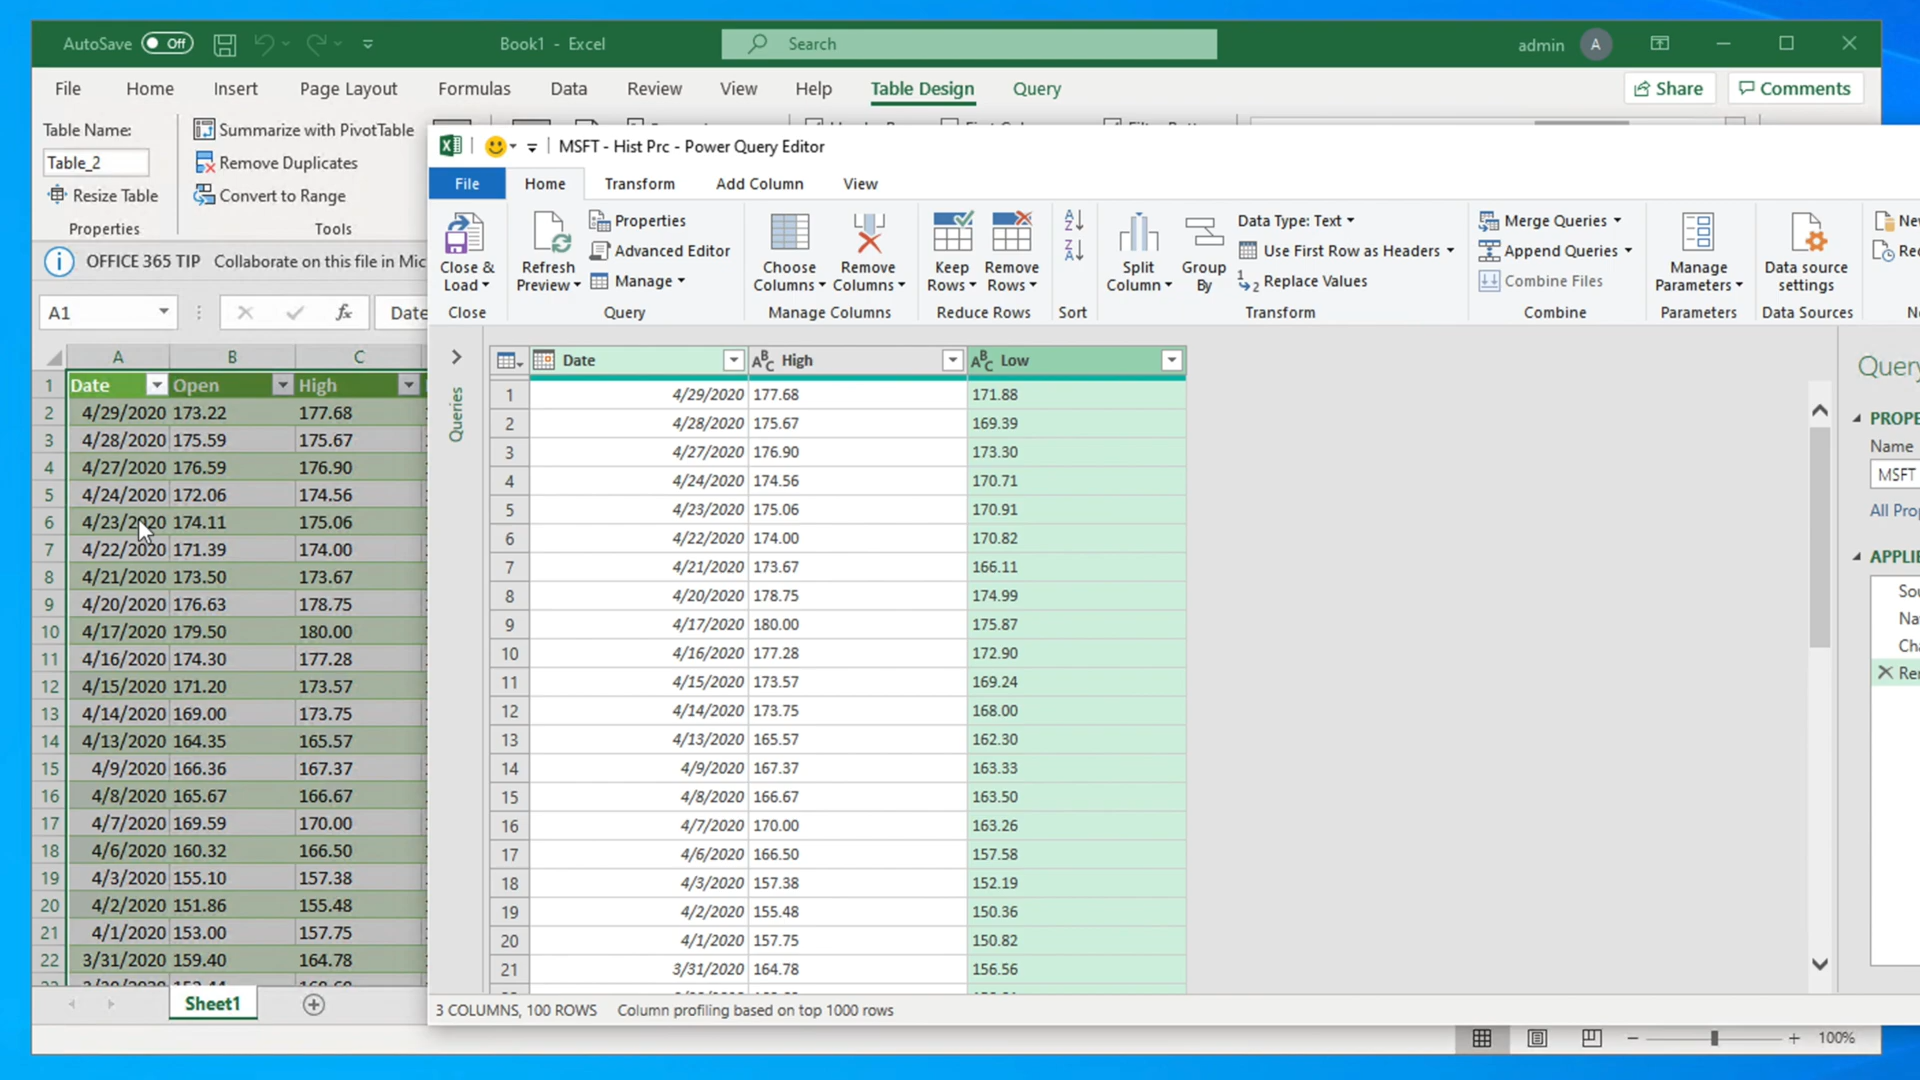 AutoSave Off Book1 - Excel Search admin A
File Home Insert Page Layout Formulas Data Review View Help Table Design Query Share Comments
Table Name:
Table_2
Resize Table
Properties
Summarize with PivotTable
Remove Duplicates
Convert to Range
Tools
OFFICE 365 TIP Collaborate on this file in Mic
A1 fx Date
A B C
1 Date Open High
2 4/29/2020 173.22 177.68
3 4/28/2020 175.59 175.67
4 4/27/2020 176.59 176.90
5 4/24/2020 172.06 174.56
6 4/23/2020 174.11 175.06
7 4/22/2020 171.39 174.00
8 4/21/2020 173.50 173.67
9 4/20/2020 176.63 178.75
10 4/17/2020 179.50 180.00
11 4/16/2020 174.30 177.28
12 4/15/2020 171.20 173.57
13 4/14/2020 169.00 173.75
14 4/13/2020 164.35 165.57
15 4/9/2020 166.36 167.37
16 4/8/2020 165.67 166.67
17 4/7/2020 169.59 170.00
18 4/6/2020 160.32 166.50
19 4/3/2020 155.10 157.38
20 4/2/2020 151.86 155.48
21 4/1/2020 153.00 157.75
22 3/31/2020 159.40 164.78
Sheet1
MSFT - Hist Prc - Power Query Editor
File Home Transform Add Column View
Close & Load
Close
Refresh Preview
Properties
Advanced Editor
Manage
Query
Choose Columns
Remove Columns
Manage Columns
Keep Rows
Remove Rows
Reduce Rows
Sort
Split Column
Group By
Data Type: Text
Use First Row as Headers
Replace Values
Transform
Merge Queries
Append Queries
Combine Files
Combine
Manage Parameters
Parameters
Data source settings
Data Sources
Queries
Date ABC High ABC Low
1 4/29/2020 177.68 171.88
2 4/28/2020 175.67 169.39
3 4/27/2020 176.90 173.30
4 4/24/2020 174.56 170.71
5 4/23/2020 175.06 170.91
6 4/22/2020 174.00 170.82
7 4/21/2020 173.67 166.11
8 4/20/2020 178.75 174.99
9 4/17/2020 180.00 175.87
10 4/16/2020 177.28 172.90
11 4/15/2020 173.57 169.24
12 4/14/2020 173.75 168.00
13 4/13/2020 165.57 162.30
14 4/9/2020 167.37 163.33
15 4/8/2020 166.67 163.50
16 4/7/2020 170.00 163.26
17 4/6/2020 166.50 157.58
18 4/3/2020 157.38 152.19
19 4/2/2020 155.48 150.36
20 4/1/2020 157.75 150.82
21 3/31/2020 164.78 156.56
3 COLUMNS, 100 ROWS Column profiling based on top 1000 rows
Query
PROPE
Name
MSFT
All Prop
APPLIE
Sou
Na
Cha
Rem
100%